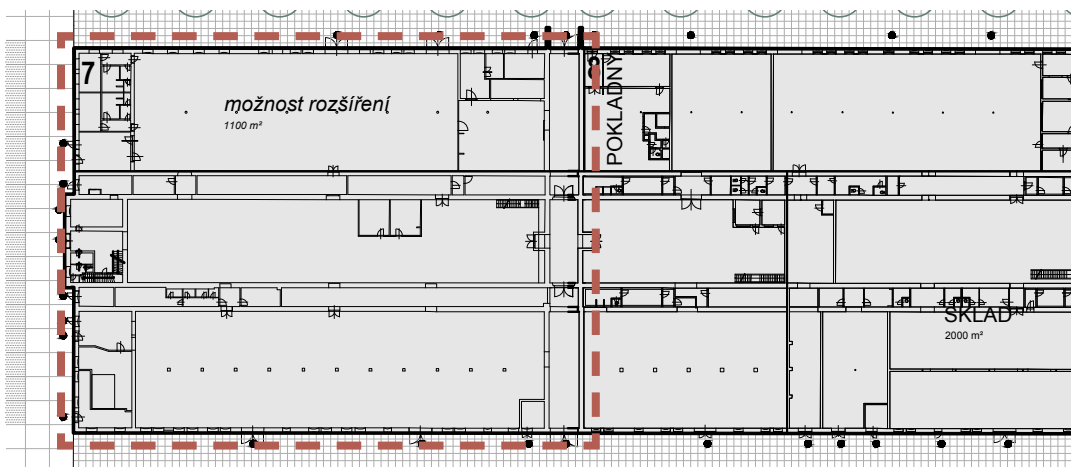 7
možnost rozšíření
1100 m²
POKLADNY
SKLAD
2000 m²